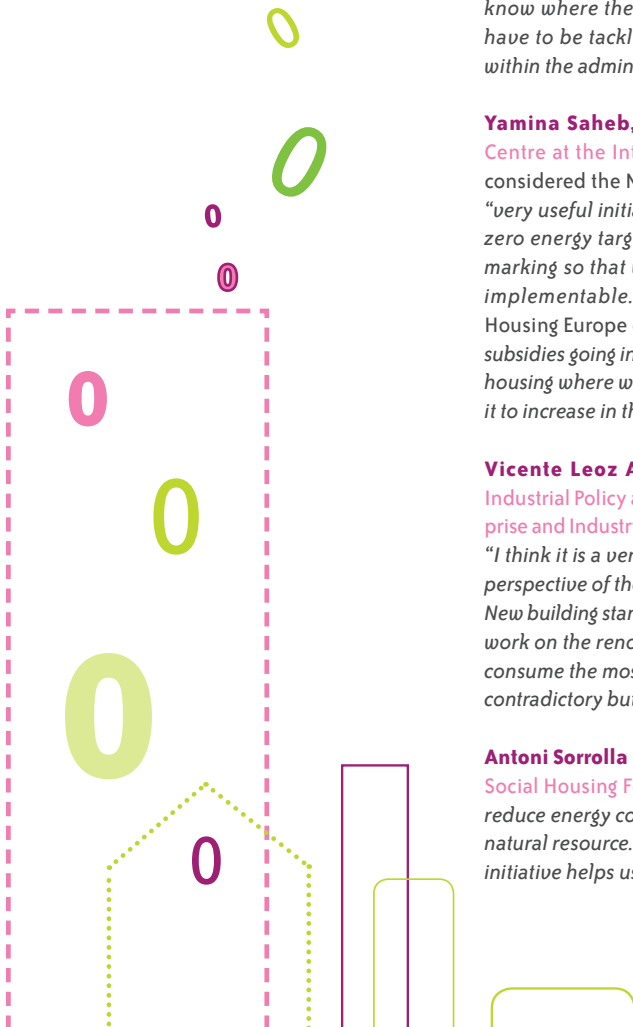 0
0
0
0
0
0
0
0
know where the
have to be tackl
within the admin
Yamina Saheb,
Centre at the Int
considered the N
“very useful initia
zero energy targ
marking so that
implementable.
Housing Europe
subsidies going in
housing where w
it to increase in th
Vicente Leoz A
Industrial Policy a
prise and Industr
“I think it is a ver
perspective of the
New building star
work on the reno
consume the mos
contradictory but
Antoni Sorrolla
Social Housing F
reduce energy co
natural resource.
initiative helps us